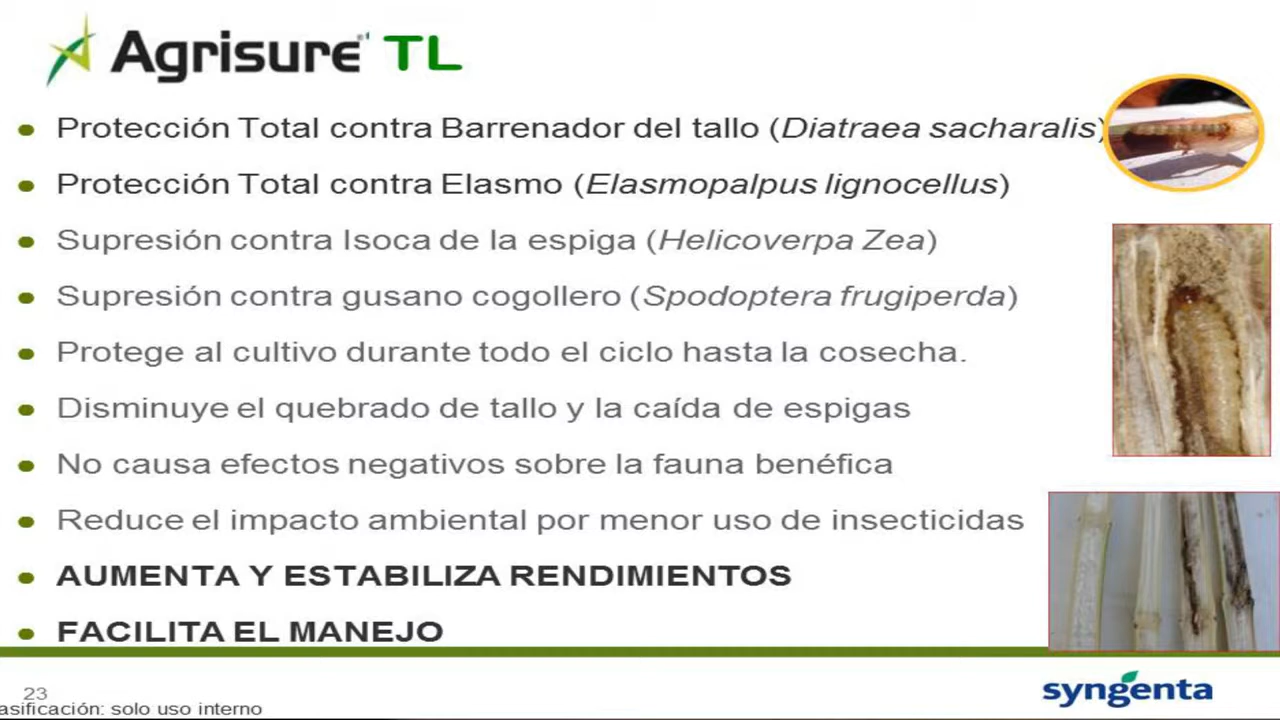 Agrisure® TL
Protección Total contra Barrenador del tallo (Diatraea sacharalis)
Protección Total contra Elasmo (Elasmopalpus lignocellus)
Supresión contra Isoca de la espiga (Helicoverpa Zea)
Supresión contra gusano cogollero (Spodoptera frugiperda)
Protege al cultivo durante todo el ciclo hasta la cosecha.
Disminuye el quebrado de tallo y la caída de espigas
No causa efectos negativos sobre la fauna benéfica
Reduce el impacto ambiental por menor uso de insecticidas
AUMENTA Y ESTABILIZA RENDIMIENTOS
FACILITA EL MANEJO
23
asificación: solo uso interno
syngenta